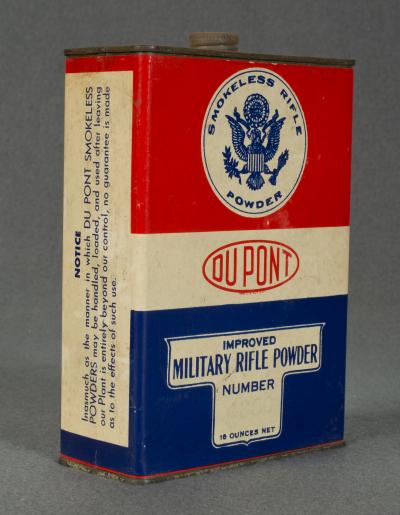 NOTICE
Inasmuch as the manner in which DU PONT SMOKELESS
POWDERS may be handled, loaded, and used after leaving
our Plant is entirely beyond our control, no guarantee is made
as to the effects of such use.
SMOKELESS RIFLE
POWDER
DU PONT
IMPROVED
MILITARY RIFLE POWDER
NUMBER
16 OUNCES NET